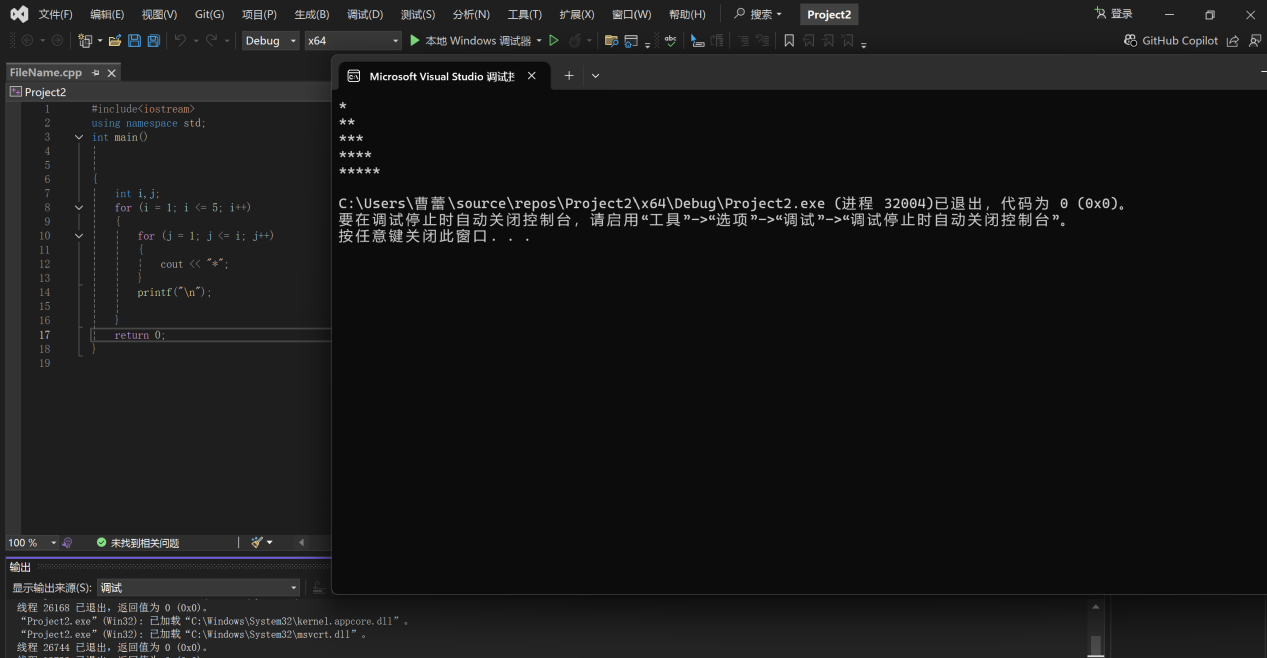 文件(F) 编辑(E) 视图(V) Git(G) 项目(P) 生成(B) 调试(D) 测试(S) 分析(N) 工具(T) 扩展(X) 窗口(W) 帮助(H) 搜索 Project2 登录
Debug x64 本地 Windows 调试器 GitHub Copilot
FileName.cpp
Project2
1 #include<iostream>
2 using namespace std;
3 int main()
4
5
6 {
7 int i,j;
8 for (i = 1; i <= 5; i++)
9 {
10 for (j = 1; j <= i; j++)
11 {
12 cout << "*";
13 }
14 printf("\n");
15
16 }
17 return 0;
18 }
19
100 % 未找到相关问题
输出
显示输出来源(S): 调试
线程 26168 已退出，返回值为 0 (0x0)。
“Project2.exe”(Win32): 已加载“C:\Windows\System32\kernel.appcore.dll”。
“Project2.exe”(Win32): 已加载“C:\Windows\System32\msvcrt.dll”。
线程 26744 已退出，返回值为 0 (0x0)。
Microsoft Visual Studio 调试控
*
**
***
****
*****
C:\Users\曹蕾\source\repos\Project2\x64\Debug\Project2.exe (进程 32004)已退出，代码为 0 (0x0)。
要在调试停止时自动关闭控制台，请启用“工具”->“选项”->“调试”->“调试停止时自动关闭控制台”。
按任意键关闭此窗口. . .